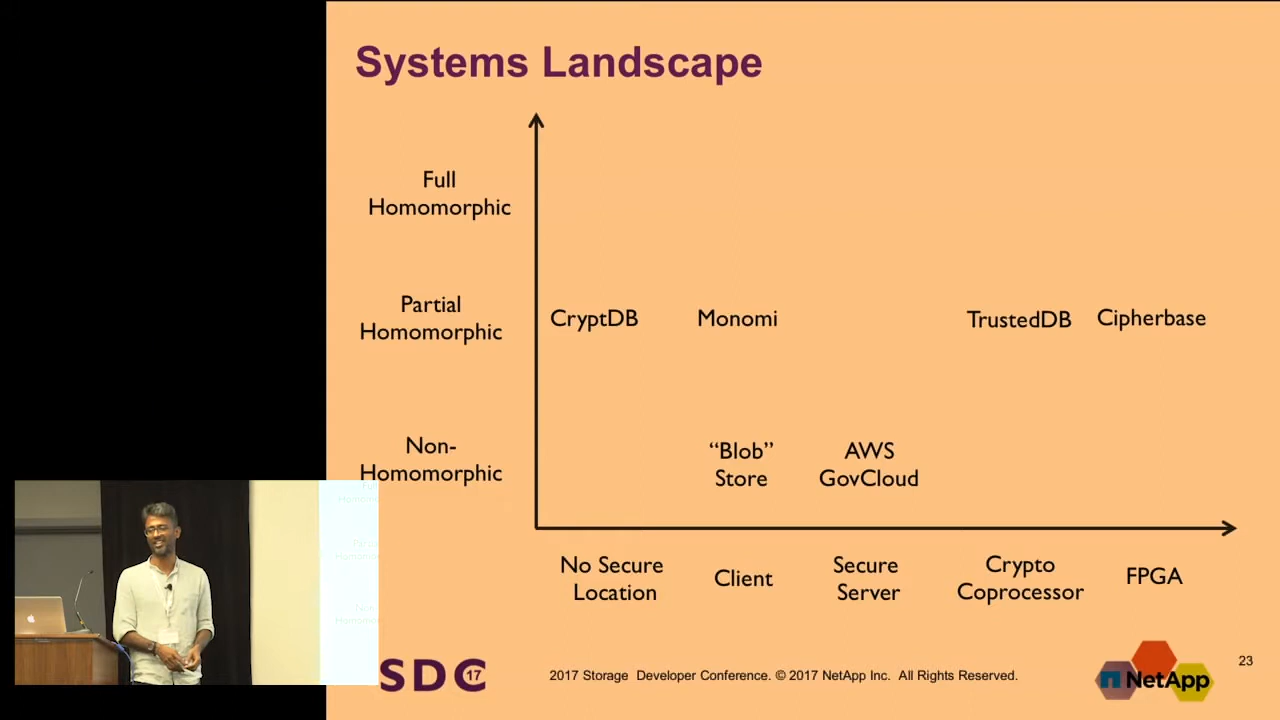 Systems Landscape
Full
Homomorphic
Partial
Homomorphic
CryptDB
Monomi
TrustedDB
Cipherbase
Non-
Homomorphic
“Blob”
Store
AWS
GovCloud
No Secure
Location
Client
Secure
Server
Crypto
Coprocessor
FPGA
SDC
17
2017 Storage Developer Conference. © 2017 NetApp Inc. All Rights Reserved.
NetApp
23